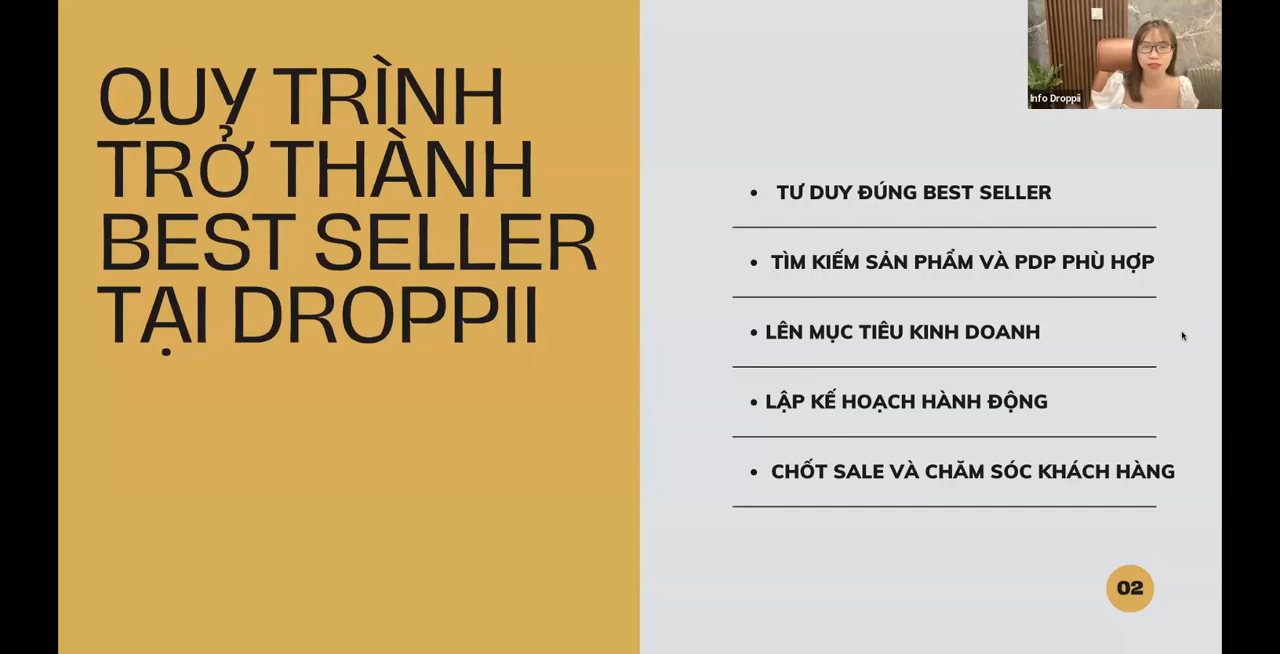 QUY TRÌNH
TRỞ THÀNH
BEST SELLER
TẠI DROPPII
Info Droppii
• TƯ DUY ĐÚNG BEST SELLER
• TÌM KIẾM SẢN PHẨM VÀ PDP PHÙ HỢP
• LÊN MỤC TIÊU KINH DOANH
• LẬP KẾ HOẠCH HÀNH ĐỘNG
• CHỐT SALE VÀ CHĂM SÓC KHÁCH HÀNG
02